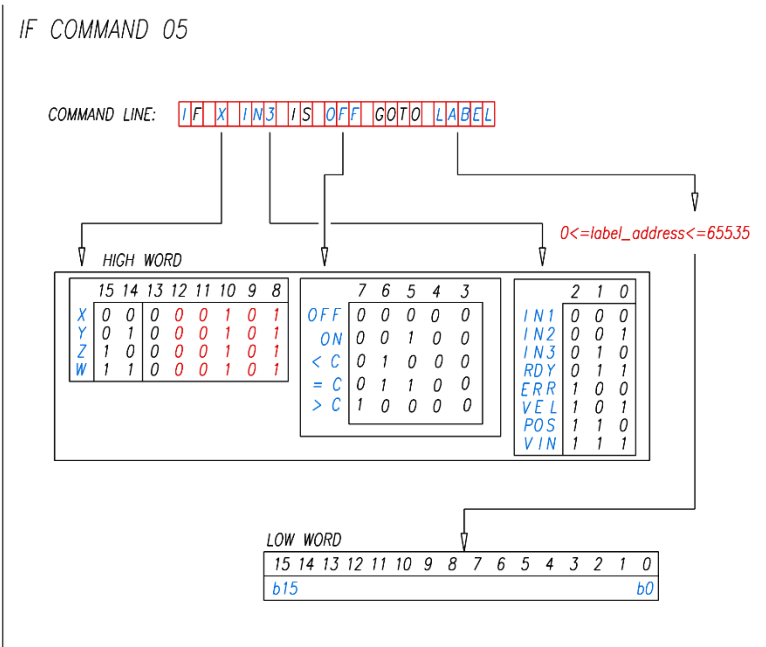 IF COMMAND 05
COMMAND LINE: IF X IN3 IS OFF GOTO LABEL
0<=label_address<=65535
HIGH WORD
15 14 13 12 11 10 9 8
X 0 0 0 0 0 1 0 1
Y 0 1 0 0 0 1 0 1
Z 1 0 0 0 0 1 0 1
W 1 1 0 0 0 1 0 1
7 6 5 4 3
OFF 0 0 0 0 0
ON 0 0 1 0 0
< C 0 1 0 0 0
= C 0 1 1 0 0
> C 1 0 0 0 0
2 1 0
IN1 0 0 0
IN2 0 0 1
IN3 0 1 0
RDY 0 1 1
ERR 1 0 0
VEL 1 0 1
POS 1 1 0
VIN 1 1 1
LOW WORD
15 14 13 12 11 10 9 8 7 6 5 4 3 2 1 0
b15 b0